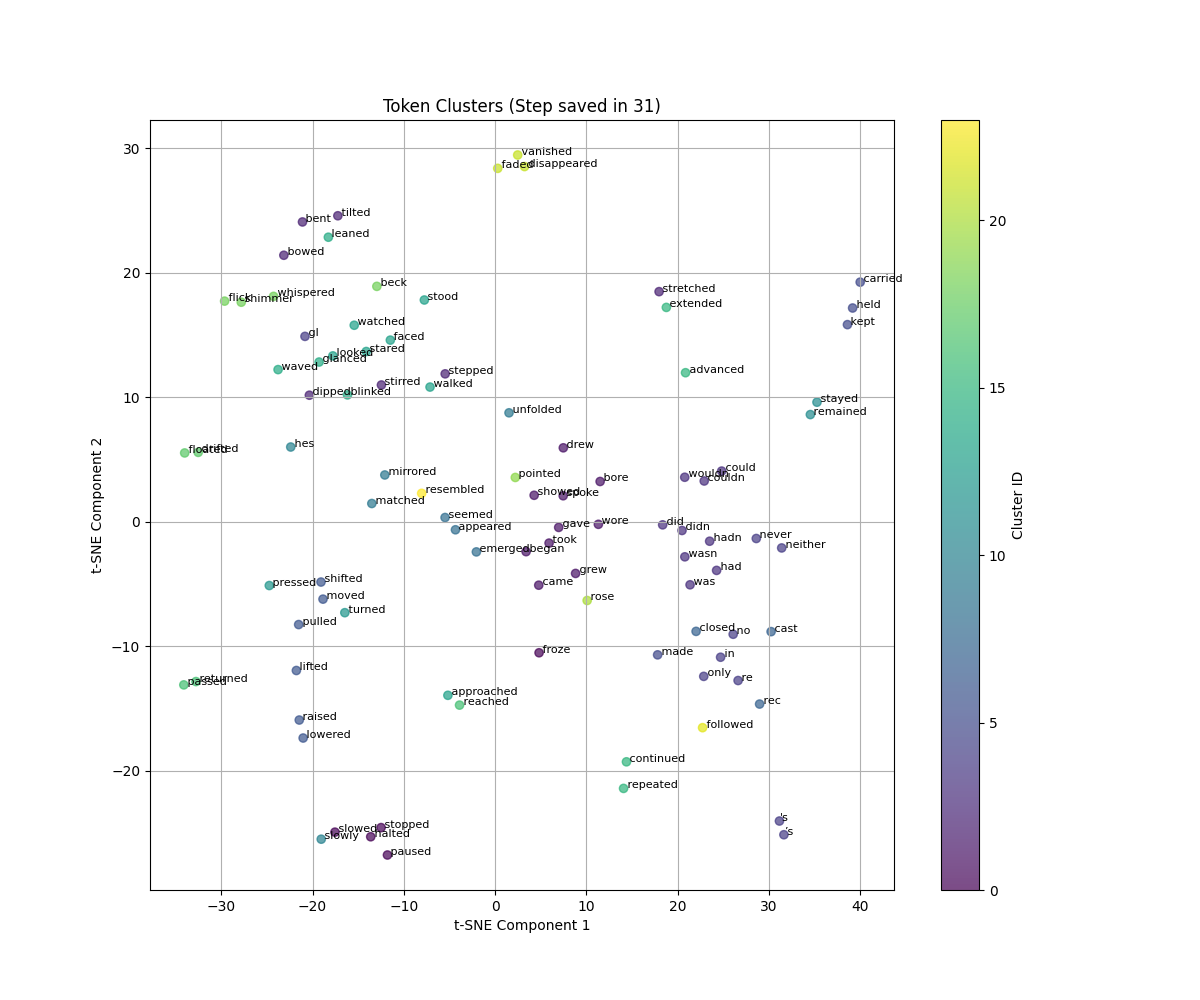 Token Clusters (Step saved in 31)
vanished
faded
disappeared
tilted
bent
leaned
bowed
carried
beck
stretched
whispered
flick
shimmer
stood
extended
held
kept
watched
gl
faced
stared
looked
glanced
waved
stepped
advanced
stirred
walked
dipped
blinked
stayed
remained
unfolded
hes
drew
floated
drifted
mirrored
pointed
bore
could
wouldn
couldn
resembled
showed
spoke
matched
seemed
appeared
gave
wore
did
didn
never
hadn
neither
took
emerged
began
wasn
had
grew
came
was
pressed
shifted
moved
rose
turned
pulled
closed
no
cast
froze
made
in
lifted
only
re
returned
passed
approached
reached
rec
raised
followed
lowered
continued
repeated
's
's
stopped
slowed
halted
slowly
paused
30
20
10
0
−10
−20
−30
−20
−10
0
10
20
30
40
t-SNE Component 1
t-SNE Component 2
20
15
10
5
0
Cluster ID